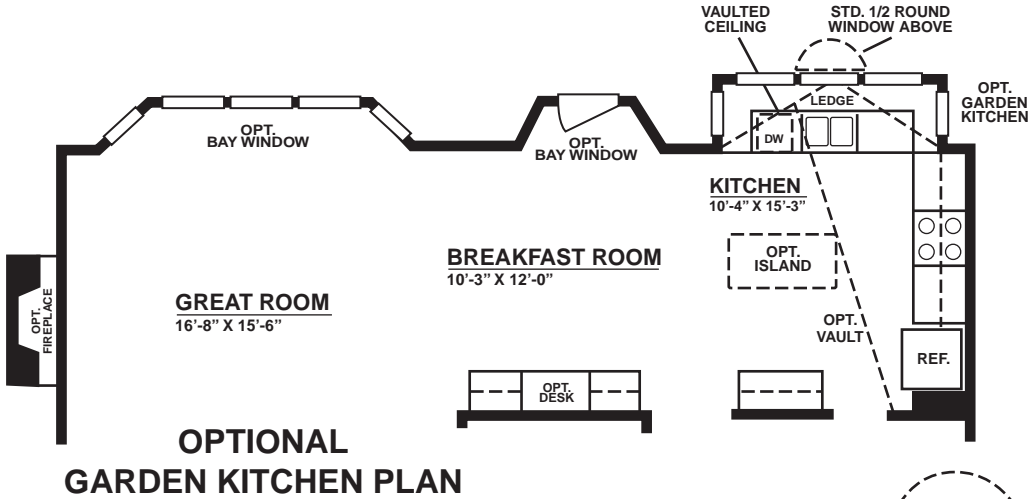 VAULTED
CEILING
STD. 1/2 ROUND
WINDOW ABOVE
OPT.
GARDEN
KITCHEN
LEDGE
DW
OPT.
BAY WINDOW
OPT.
BAY WINDOW
KITCHEN
10'-4” X 15'-3”
OPT.
ISLAND
BREAKFAST ROOM
10'-3” X 12'-0”
GREAT ROOM
16'-8” X 15'-6”
OPT.
FIREPLACE
OPT.
VAULT
REF.
OPT.
DESK
OPTIONAL
GARDEN KITCHEN PLAN